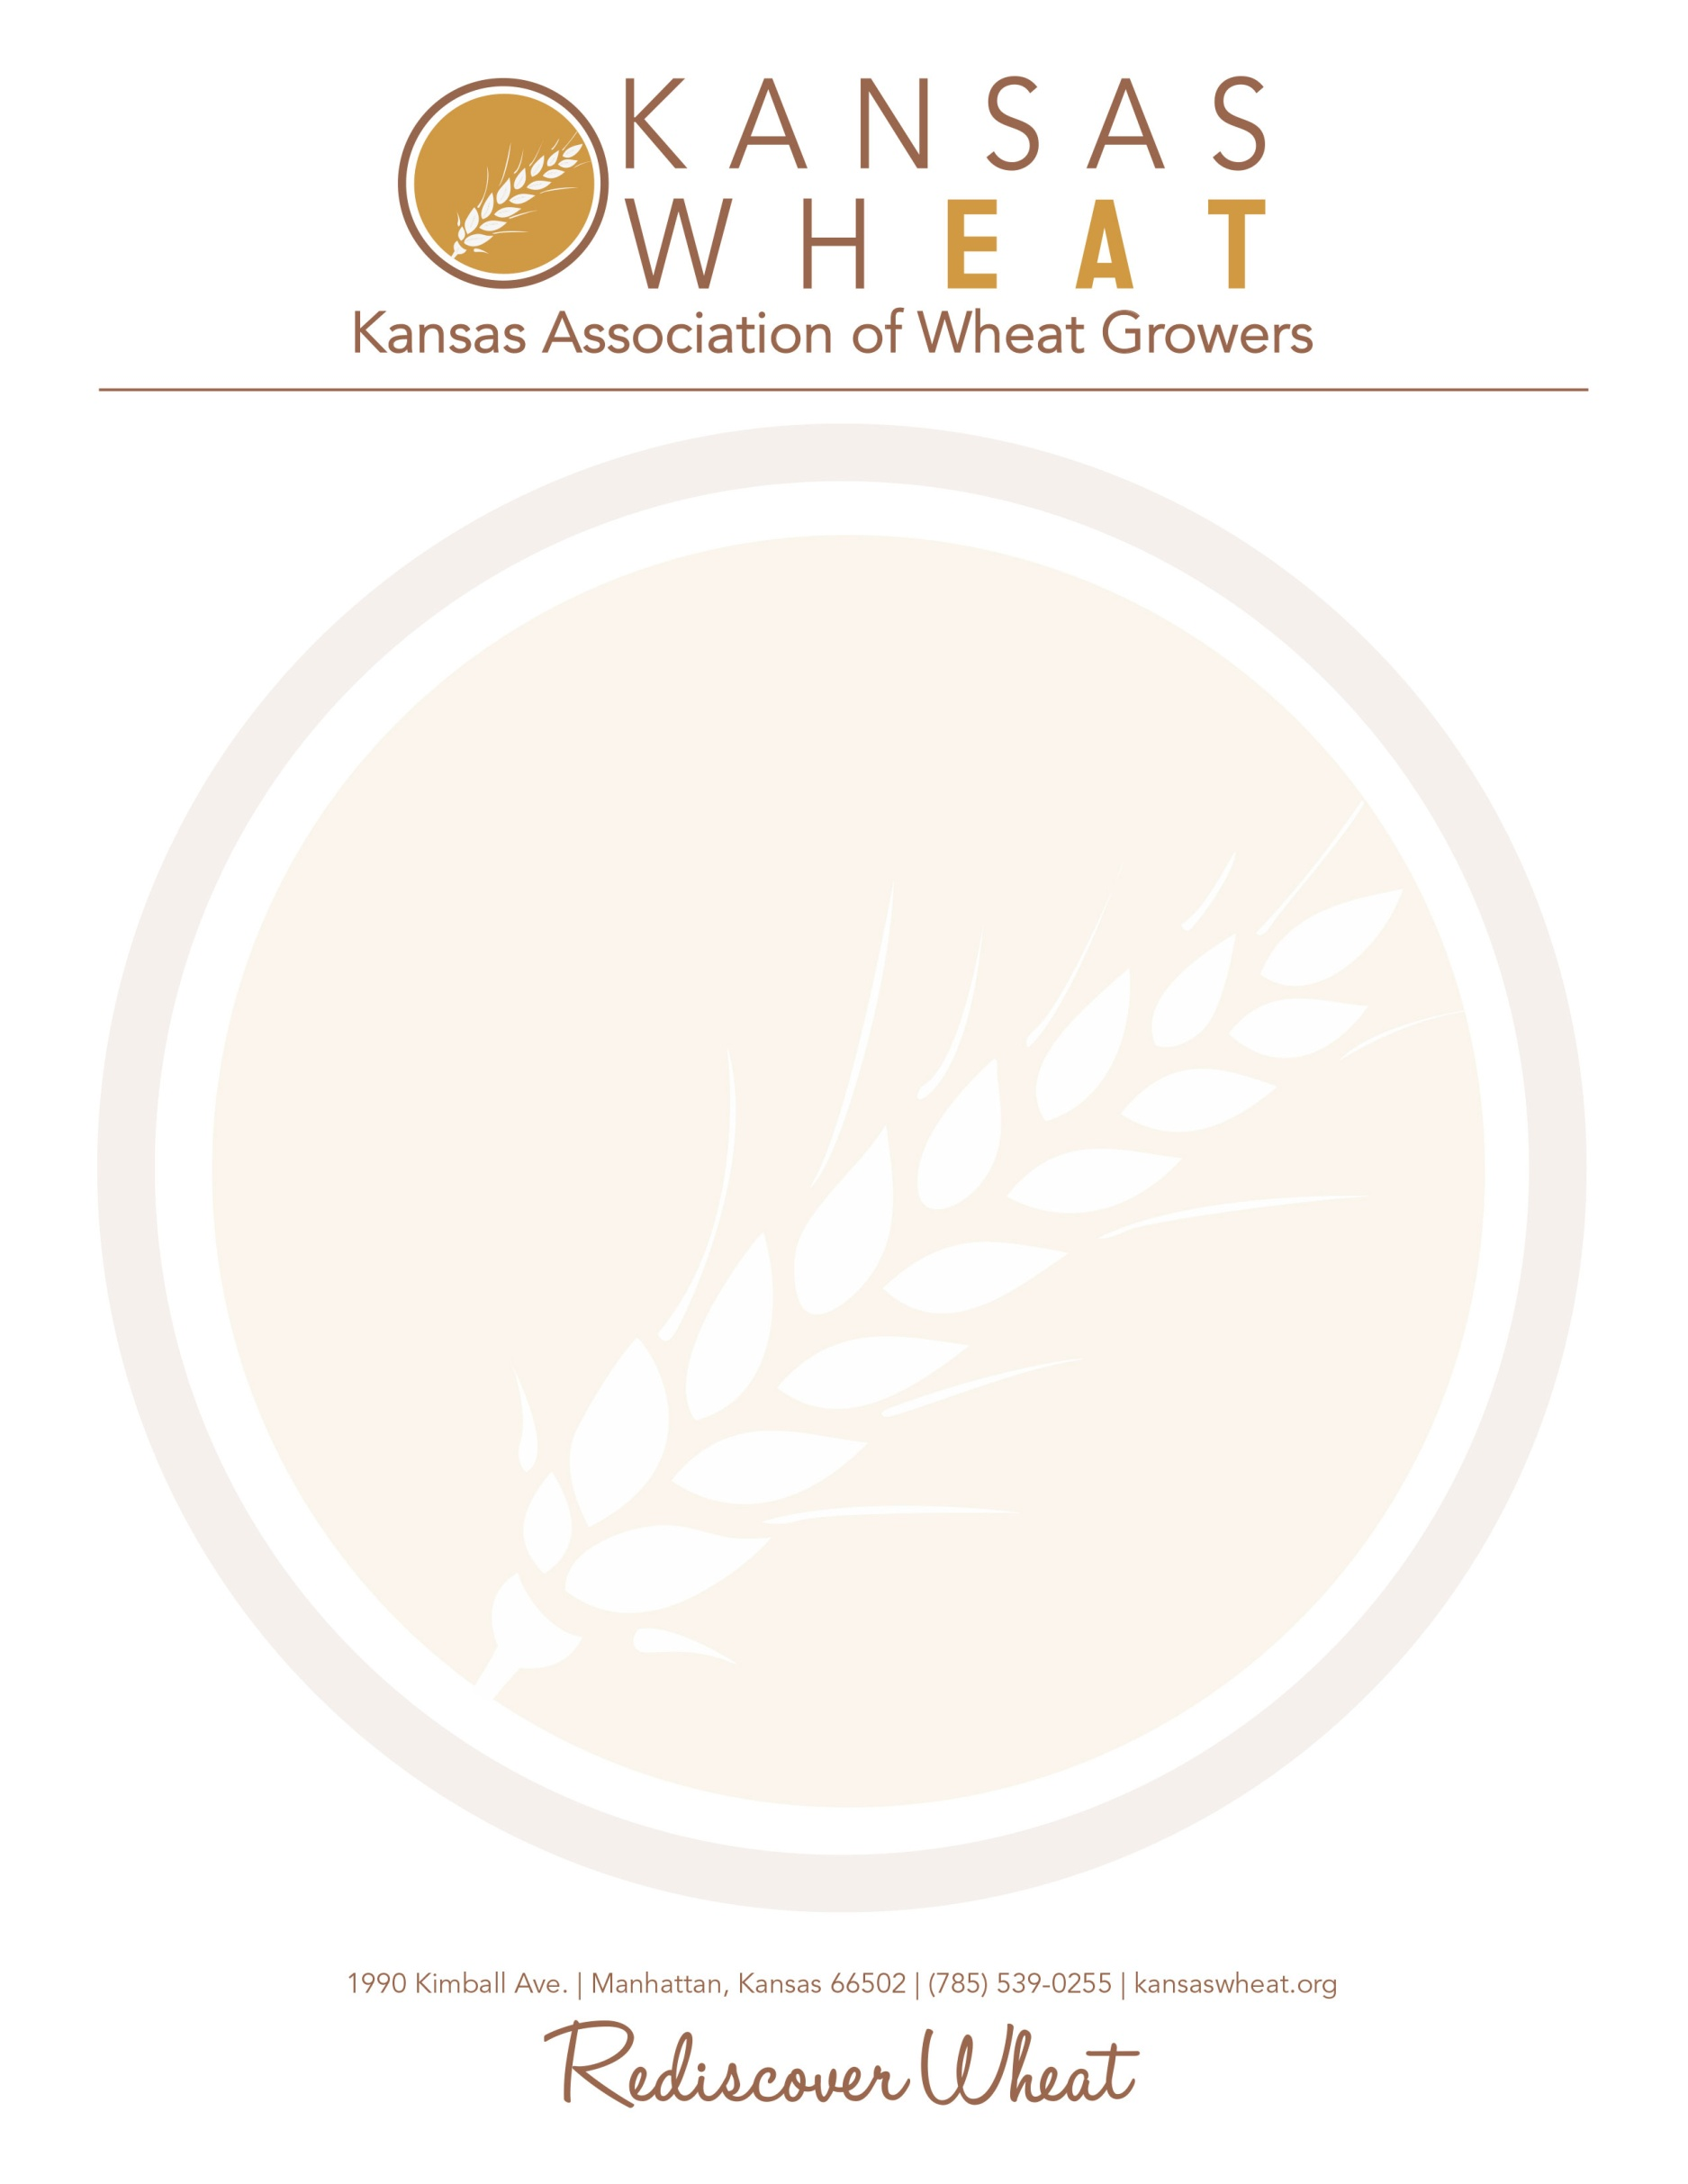 KANSAS
WHEAT
Kansas Association of Wheat Growers
1990 Kimball Ave. | Manhattan, Kansas 66502 | (785) 539-0255 | kansaswheat.org
Rediscover Wheat